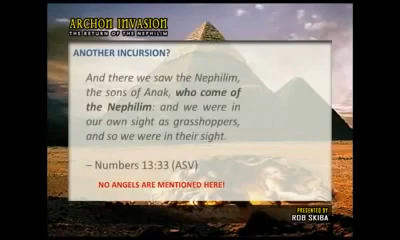 ARCHON INVASION
THE RETURN OF THE NEPHILIM
ANOTHER INCURSION?
And there we saw the Nephilim,
the sons of Anak, who come of
the Nephilim: and we were in
our own sight as grasshoppers,
and so we were in their sight.
– Numbers 13:33 (ASV)
NO ANGELS ARE MENTIONED HERE!
PRESENTED BY
ROB SKIBA